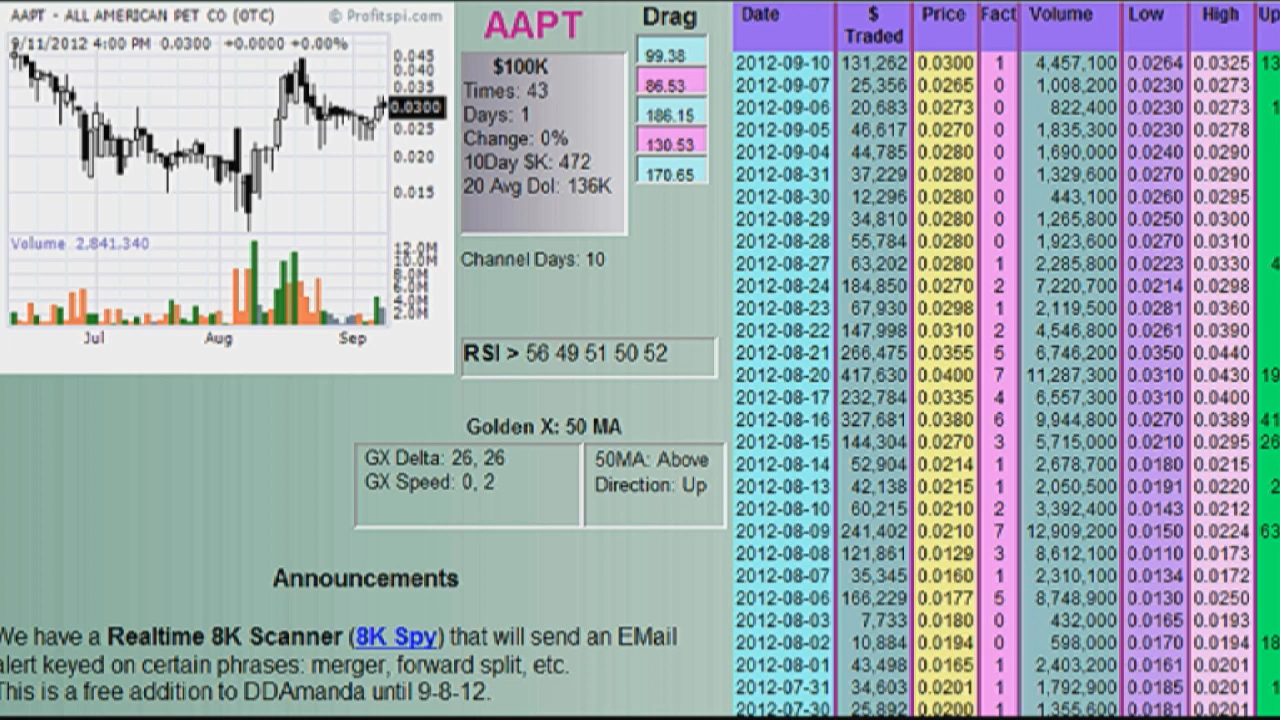 AAPT - ALL AMERICAN PET CO (OTC) © Profitspi.com
9/11/2012 4:00 PM 0.0300 +0.0000 +0.00%
0.045
0.040
0.035
0.0300
0.025
0.020
0.015
Volume 2,841,340
12.0M
10.0M
8.0M
6.0M
4.0M
2.0M
Jul Aug Sep
AAPT
$100K
Times: 43
Days: 1
Change: 0%
10Day $K: 472
20 Avg Dol: 136K
Drag
99.38
86.53
186.15
130.53
170.65
Channel Days: 10
RSI > 56 49 51 50 52
Golden X: 50 MA
GX Delta: 26, 26
GX Speed: 0, 2
50MA: Above
Direction: Up
Announcements
We have a Realtime 8K Scanner (8K Spy) that will send an EMail
alert keyed on certain phrases: merger, forward split, etc.
This is a free addition to DDAmanda until 9-8-12.
Date $ Traded Price Fact Volume Low High Up
2012-09-10 131,262 0.0300 1 4,457,100 0.0264 0.0325 13
2012-09-07 25,356 0.0265 0 1,008,200 0.0230 0.0273
2012-09-06 20,683 0.0273 0 822,400 0.0230 0.0273 1
2012-09-05 46,617 0.0270 0 1,835,300 0.0230 0.0278
2012-09-04 44,785 0.0280 0 1,690,000 0.0240 0.0290
2012-08-31 37,229 0.0280 0 1,329,600 0.0270 0.0290
2012-08-30 12,296 0.0280 0 443,100 0.0260 0.0295
2012-08-29 34,810 0.0280 0 1,265,800 0.0250 0.0300
2012-08-28 55,784 0.0280 0 1,923,600 0.0270 0.0310
2012-08-27 63,202 0.0280 1 2,285,800 0.0223 0.0330 4
2012-08-24 184,850 0.0270 2 7,220,700 0.0214 0.0298
2012-08-23 67,930 0.0298 1 2,119,500 0.0281 0.0360
2012-08-22 147,998 0.0310 2 4,546,800 0.0261 0.0390
2012-08-21 266,475 0.0355 5 6,746,200 0.0350 0.0440
2012-08-20 417,630 0.0400 7 11,287,300 0.0310 0.0430 19
2012-08-17 232,784 0.0335 4 6,557,300 0.0310 0.0400
2012-08-16 327,681 0.0380 6 9,944,800 0.0270 0.0389 41
2012-08-15 144,304 0.0270 3 5,715,000 0.0210 0.0295 26
2012-08-14 52,904 0.0214 1 2,678,700 0.0180 0.0215
2012-08-13 42,138 0.0215 1 2,050,500 0.0191 0.0220 2
2012-08-10 60,215 0.0210 2 3,392,400 0.0143 0.0212
2012-08-09 241,402 0.0210 7 12,909,200 0.0150 0.0224 63
2012-08-08 121,861 0.0129 3 8,612,100 0.0110 0.0173
2012-08-07 35,345 0.0160 1 2,310,100 0.0134 0.0172
2012-08-06 166,229 0.0177 5 8,748,900 0.0130 0.0250
2012-08-03 7,733 0.0180 0 432,000 0.0165 0.0193
2012-08-02 10,884 0.0194 0 598,000 0.0170 0.0194 18
2012-08-01 43,498 0.0165 1 2,403,200 0.0161 0.0201
2012-07-31 34,603 0.0201 1 1,792,900 0.0185 0.0201 1
2012-07-30 25,892 0.0200 1 1,355,600 0.0181 0.0201